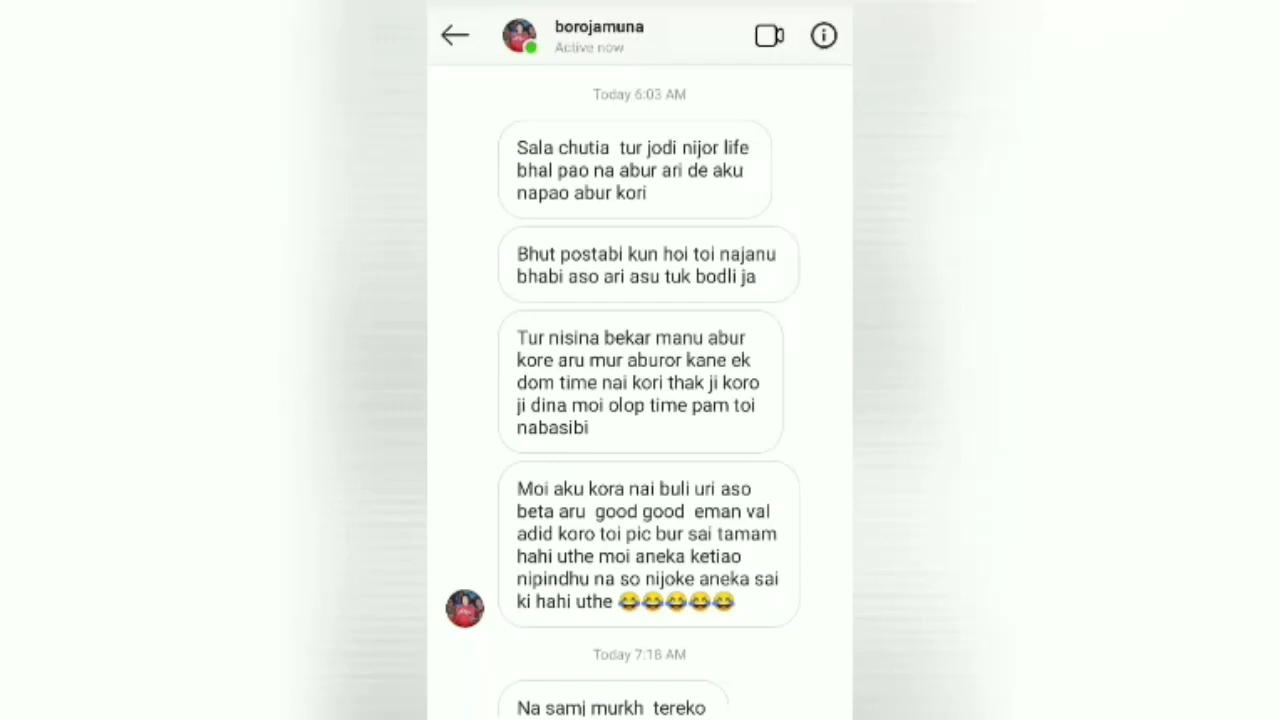 borojamuna
Active now
Today 6:03 AM
Sala chutia tur jodi nijor life
bhal pao na abur ari de aku
napao abur kori
Bhut postabi kun hoi toi najanu
bhabi aso ari asu tuk bodli ja
Tur nisina bekar manu abur
kore aru mur aburor kane ek
dom time nai kori thak ji koro
ji dina moi olop time pam toi
nabasibi
Moi aku kora nai buli uri aso
beta aru good good eman val
adid koro toi pic bur sai tamam
hahi uthe moi aneka ketiao
nipindhu na so nijoke aneka sai
ki hahi uthe 😂😂😂😂😂
Today 7:18 AM
Na samj murkh tereko